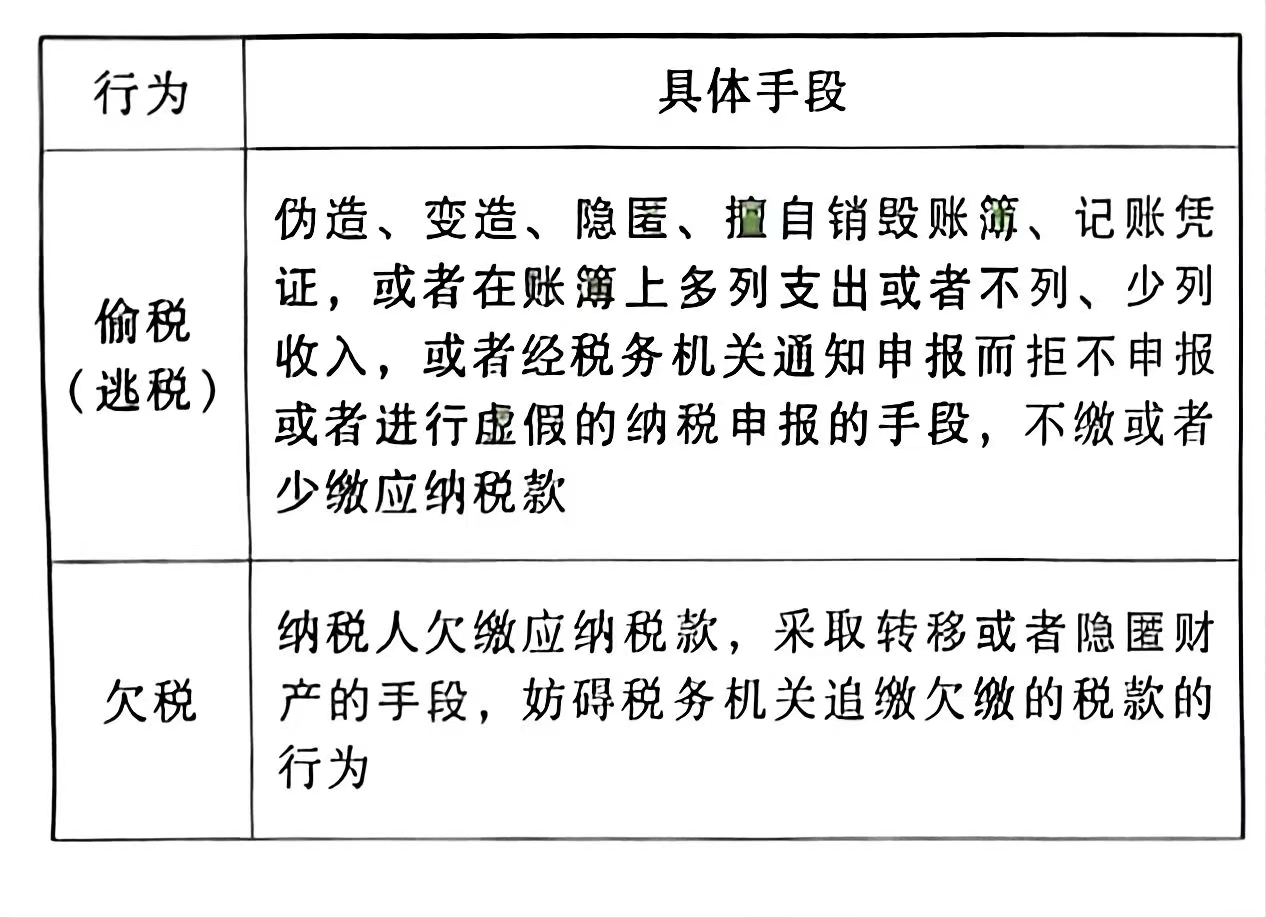 行为
具体手段
偷税
（逃税）
伪造、变造、隐匿、擅自销毁账簿、记账凭
证，或者在账簿上多列支出或者不列、少列
收入，或者经税务机关通知申报而拒不申报
或者进行虚假的纳税申报的手段，不缴或者
少缴应纳税款
欠税
纳税人欠缴应纳税款，采取转移或者隐匿财
产的手段，妨碍税务机关追缴欠缴的税款的
行为